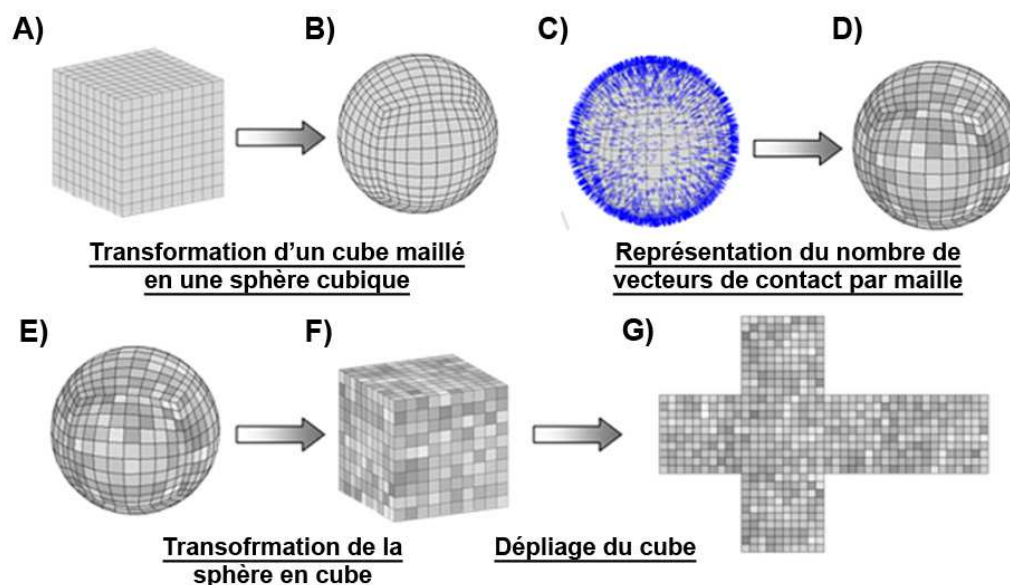 A) B) C) D)
Transformation d'un cube maillé
en une sphère cubique
Représentation du nombre de
vecteurs de contact par maille
E) F) G)
Transofrmation de la
sphère en cube
Dépliage du cube